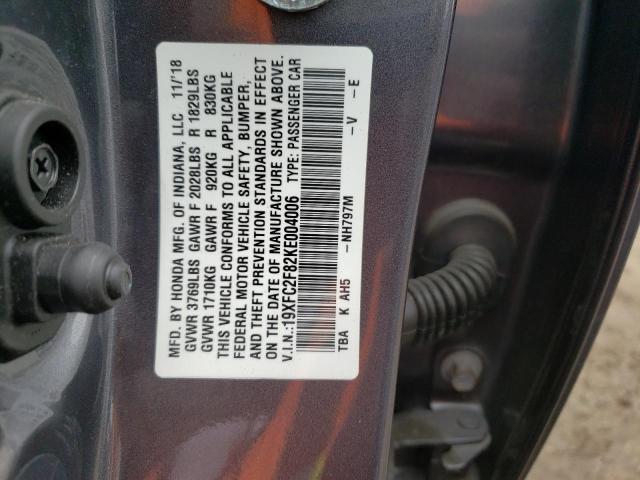 MFD. BY HONDA MFG. OF INDIANA, LLC 11/'18
GVWR 3769LBS GAWR F 2028LBS R 1829LBS
GVWR 1710KG GAWR F 920KG R 830KG
THIS VEHICLE CONFORMS TO ALL APPLICABLE
FEDERAL MOTOR VEHICLE SAFETY, BUMPER,
AND THEFT PREVENTION STANDARDS IN EFFECT
ON THE DATE OF MANUFACTURE SHOWN ABOVE.
V.I.N.:19XFC2F82KE004006 TYPE: PASSENGER CAR
TBA K AH5 - NH797M -V -E